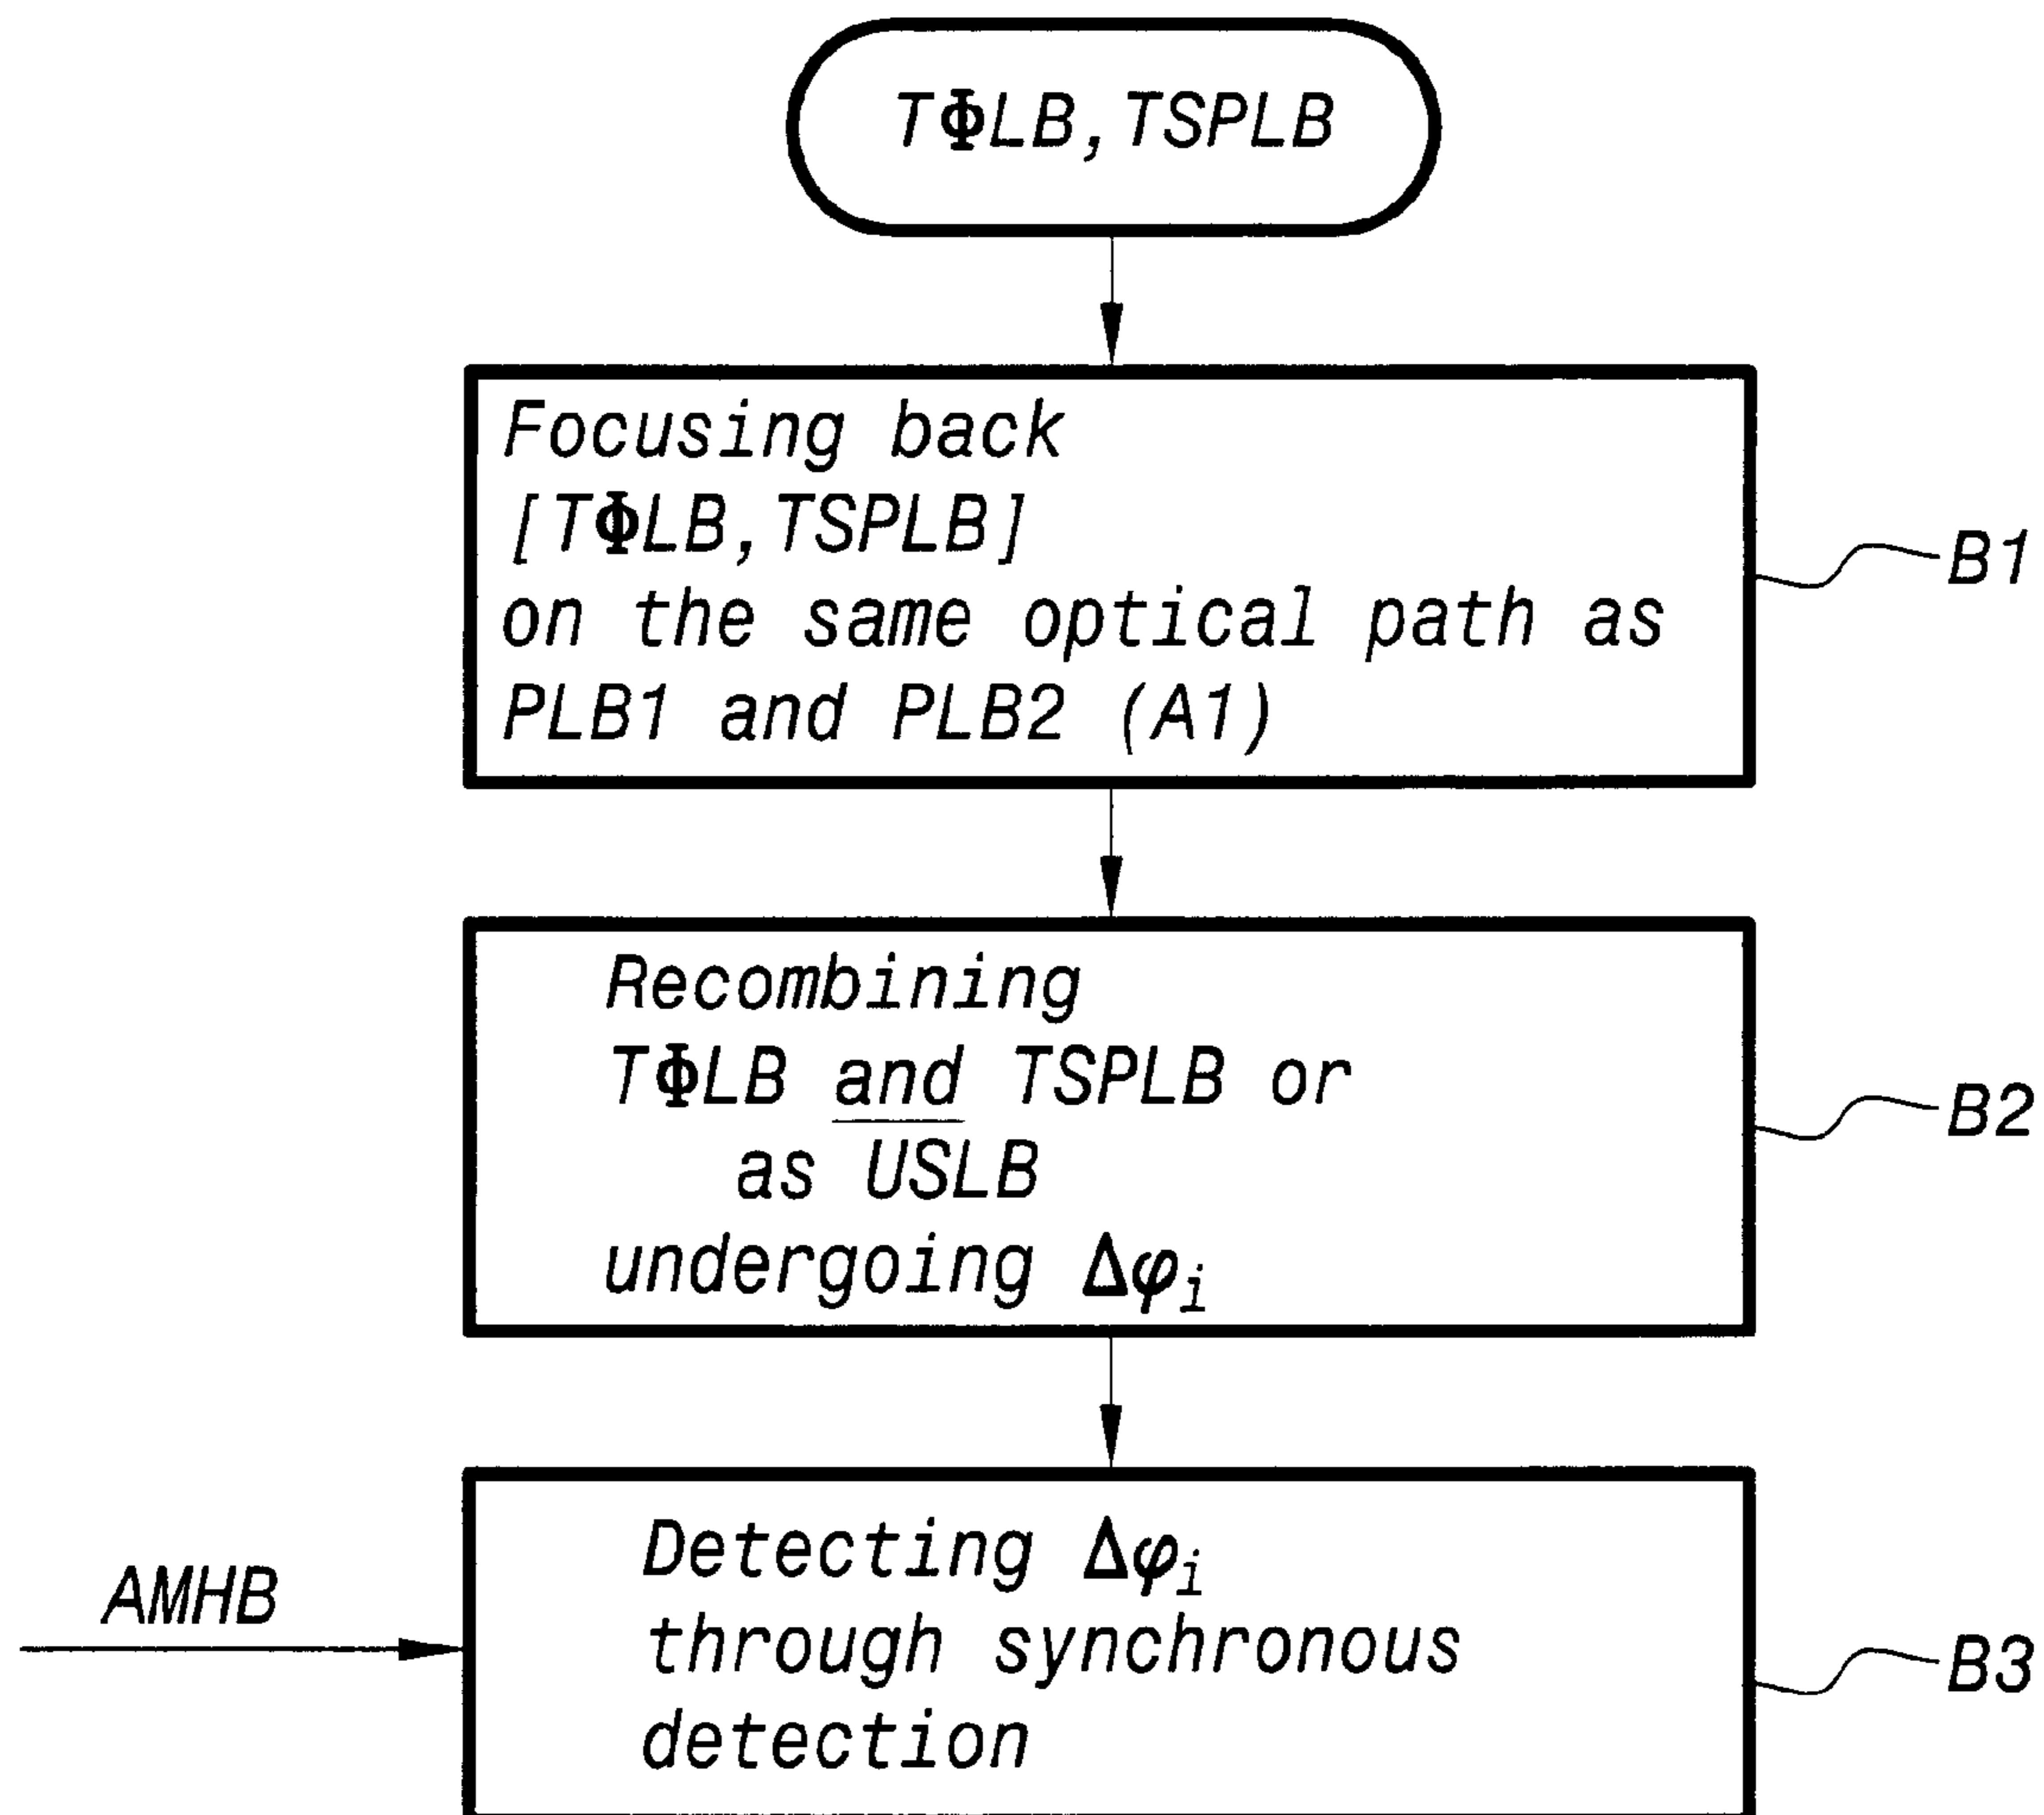 TΦLB,TSPLB
Focusing back
[TΦLB,TSPLB]
on the same optical path as
PLB1 and PLB2 (A1)
B1
Recombining
TΦLB and TSPLB or
as USLB
undergoing Δφi
B2
AMHB
Detecting Δφi
through synchronous
detection
B3